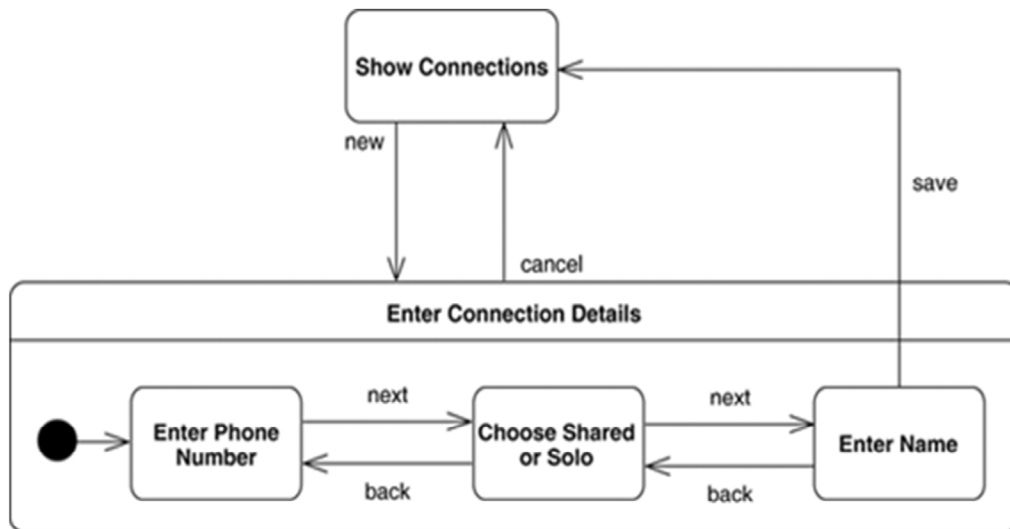 Show Connections
new
save
cancel
Enter Connection Details
next
next
Enter Phone
Number
Choose Shared
or Solo
Enter Name
back
back